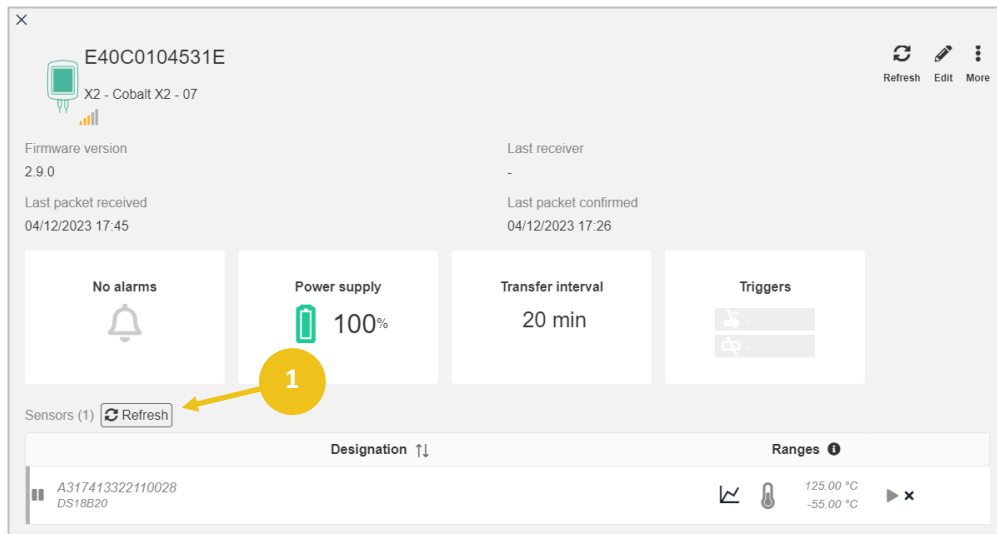 E40C0104531E
X2 - Cobalt X2 - 07
Refresh Edit More
Firmware version
Last receiver
2.9.0
-
Last packet received
Last packet confirmed
04/12/2023 17:45
04/12/2023 17:26
No alarms
Power supply
Transfer interval
Triggers
100%
20 min
-
-
1
Sensors (1) Refresh
Designation ↑↓
Ranges
A317413322110028
DS18B20
125.00 °C
-55.00 °C